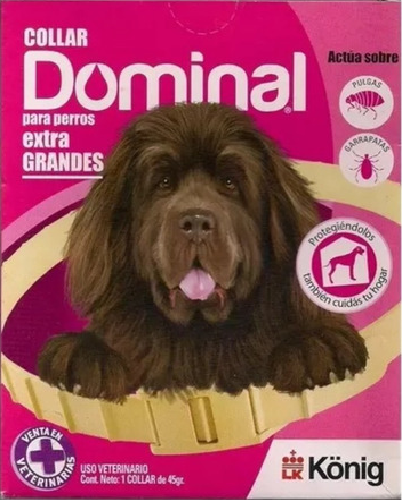 COLLAR
Dominal®
para perros
extra
GRANDES
Actúa sobre
PULGAS
GARRAPATAS
Protegiéndolos
también cuidás tu hogar
VENTA EN
VETERINARIAS
USO VETERINARIO
Cont. Neto: 1 COLLAR de 45gr.
LK
König